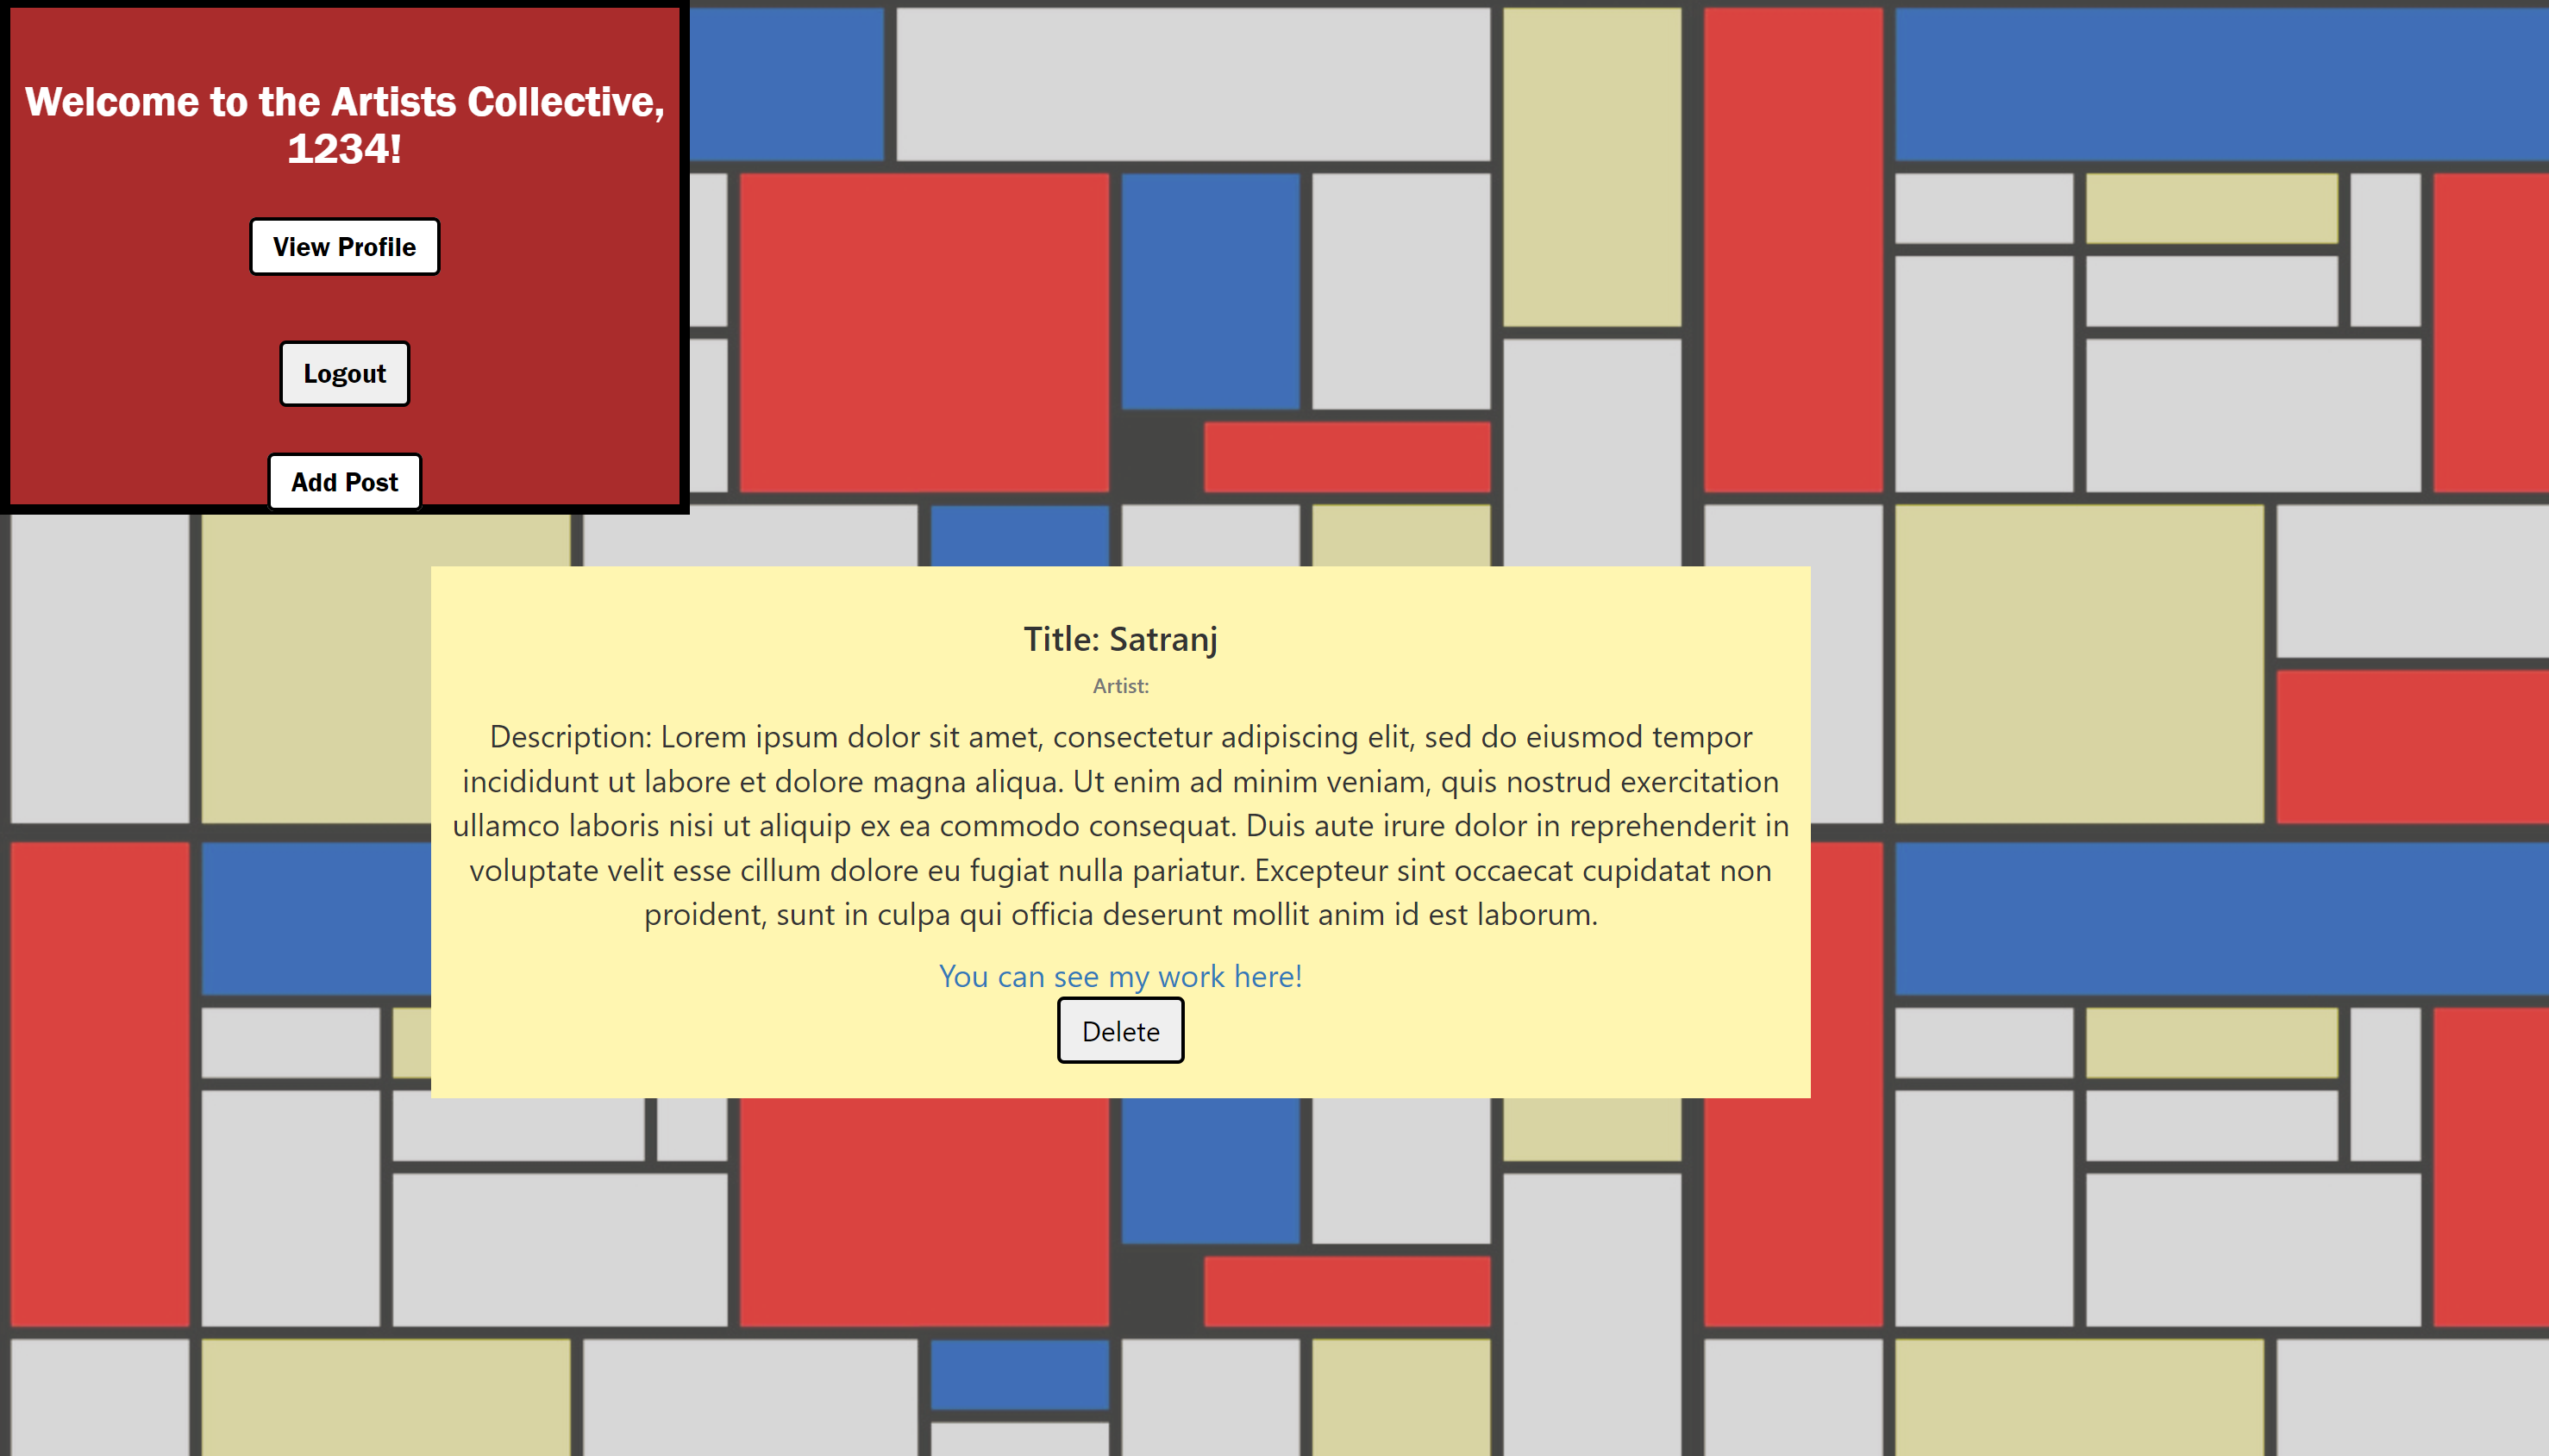 Welcome to the Artists Collective,
1234!
View Profile
Logout
Add Post
Title: Satranj
Artist:
Description: Lorem ipsum dolor sit amet, consectetur adipiscing elit, sed do eiusmod tempor
incididunt ut labore et dolore magna aliqua. Ut enim ad minim veniam, quis nostrud exercitation
ullamco laboris nisi ut aliquip ex ea commodo consequat. Duis aute irure dolor in reprehenderit in
voluptate velit esse cillum dolore eu fugiat nulla pariatur. Excepteur sint occaecat cupidatat non
proident, sunt in culpa qui officia deserunt mollit anim id est laborum.
You can see my work here!
Delete